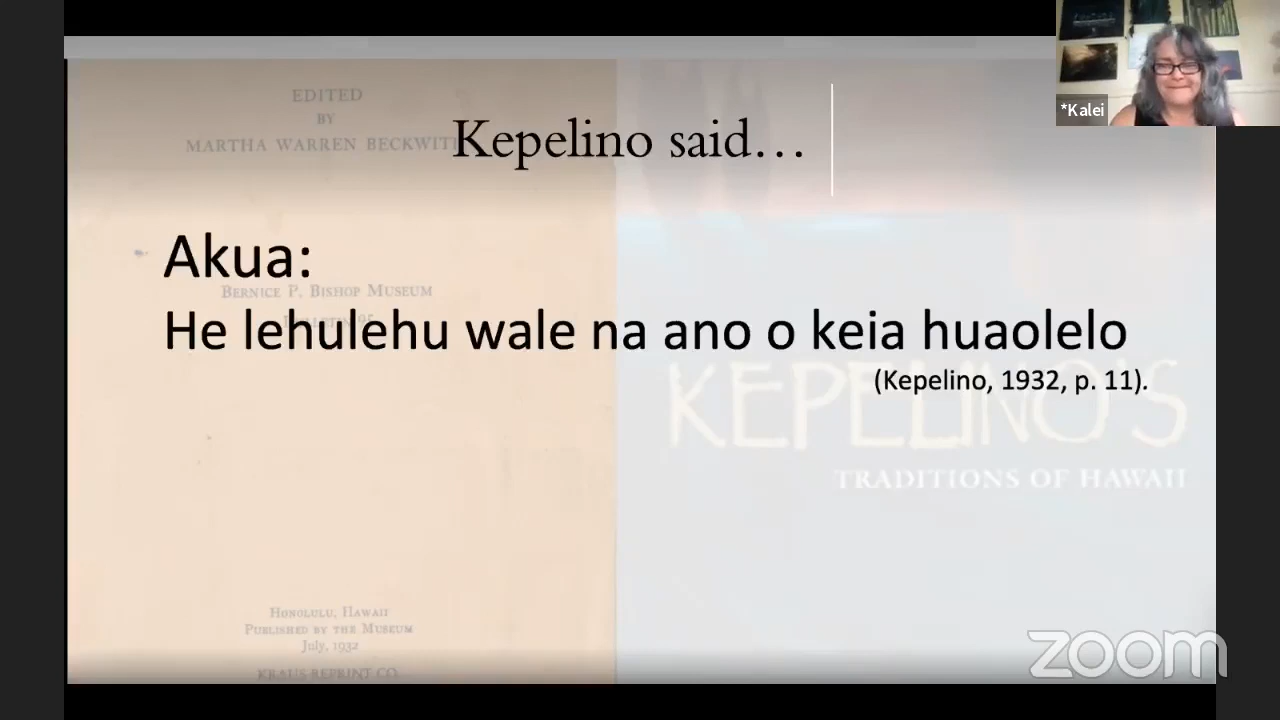 EDITED
BY
MARTHA WARREN BECKWIT
Kepelino said…
*Kalei
Akua:
BERNICE P. BISHOP MUSEUM
He lehulehu wale na ano o keia huaolelo
(Kepelino, 1932, p. 11).
KEPELINO'S
TRADITIONS OF HAWAII
HONOLULU, HAWAII
PUBLISHED BY THE MUSEUM
July, 1932
KRAUS REPRINT CO.
zoom